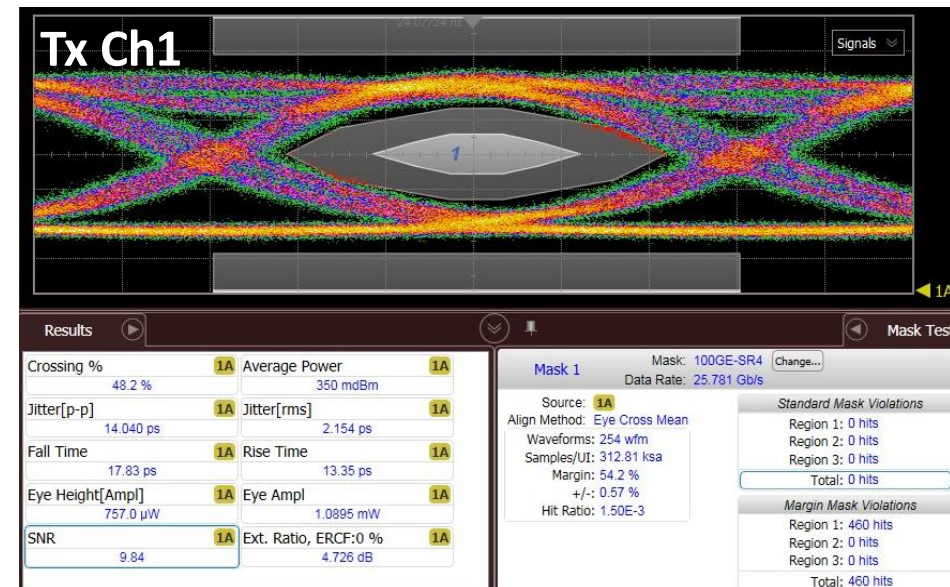 24.07734 ns
Tx Ch1
Signals
1
1A
Results
Mask Test
Crossing % 1A Average Power 1A
48.2 % 350 mdBm
Jitter[p-p] 1A Jitter[rms] 1A
14.040 ps 2.154 ps
Fall Time 1A Rise Time 1A
17.83 ps 13.35 ps
Eye Height[Ampl] 1A Eye Ampl 1A
757.0 µW 1.0895 mW
SNR 1A Ext. Ratio, ERCF:0 % 1A
9.84 4.726 dB
Mask 1
Mask: 100GE-SR4 Change...
Data Rate: 25.781 Gb/s
Source: 1A
Align Method: Eye Cross Mean
Waveforms: 254 wfm
Samples/UI: 312.81 ksa
Margin: 54.2 %
+/-: 0.57 %
Hit Ratio: 1.50E-3
Standard Mask Violations
Region 1: 0 hits
Region 2: 0 hits
Region 3: 0 hits
Total: 0 hits
Margin Mask Violations
Region 1: 460 hits
Region 2: 0 hits
Region 3: 0 hits
Total: 460 hits